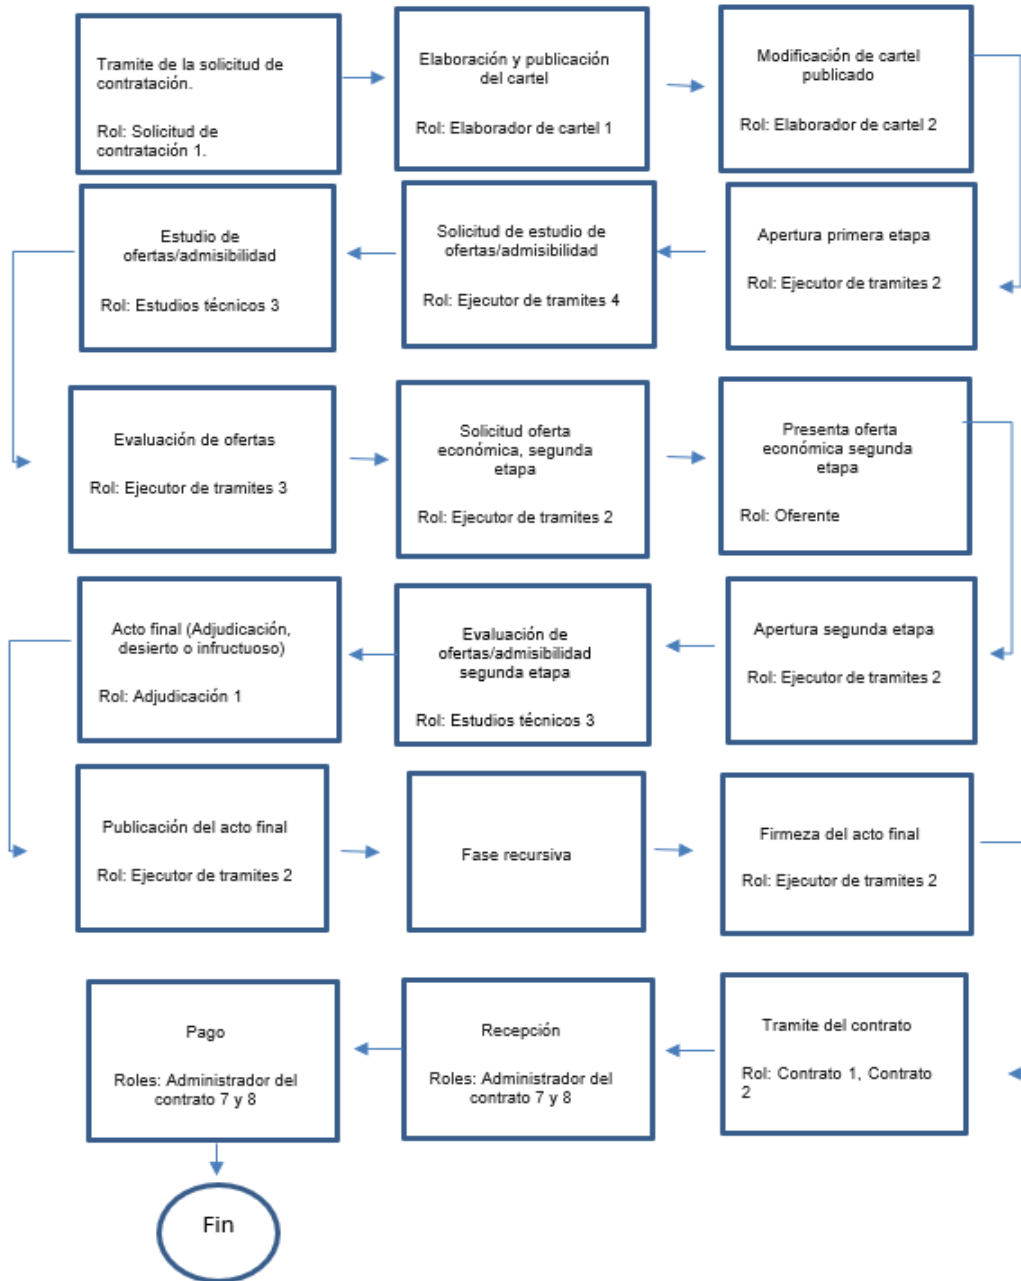 Tramite de la solicitud de
contratación.
Rol: Solicitud de
contratación 1.
Elaboración y publicación
del cartel
Rol: Elaborador de cartel 1
Modificación de cartel
publicado
Rol: Elaborador de cartel 2
Apertura primera etapa
Rol: Ejecutor de tramites 2
Solicitud de estudio de
ofertas/admisibilidad
Rol: Ejecutor de tramites 4
Estudio de
ofertas/admisibilidad
Rol: Estudios técnicos 3
Evaluación de ofertas
Rol: Ejecutor de tramites 3
Solicitud oferta
económica, segunda
etapa
Rol: Ejecutor de tramites 2
Presenta oferta
económica segunda
etapa
Rol: Oferente
Apertura segunda etapa
Rol: Ejecutor de tramites 2
Evaluación de
ofertas/admisibilidad
segunda etapa
Rol: Estudios técnicos 3
Acto final (Adjudicación,
desierto o infructuoso)
Rol: Adjudicación 1
Publicación del acto final
Rol: Ejecutor de tramites 2
Fase recursiva
Firmeza del acto final
Rol: Ejecutor de tramites 2
Tramite del contrato
Rol: Contrato 1, Contrato
2
Recepción
Roles: Administrador del
contrato 7 y 8
Pago
Roles: Administrador del
contrato 7 y 8
Fin